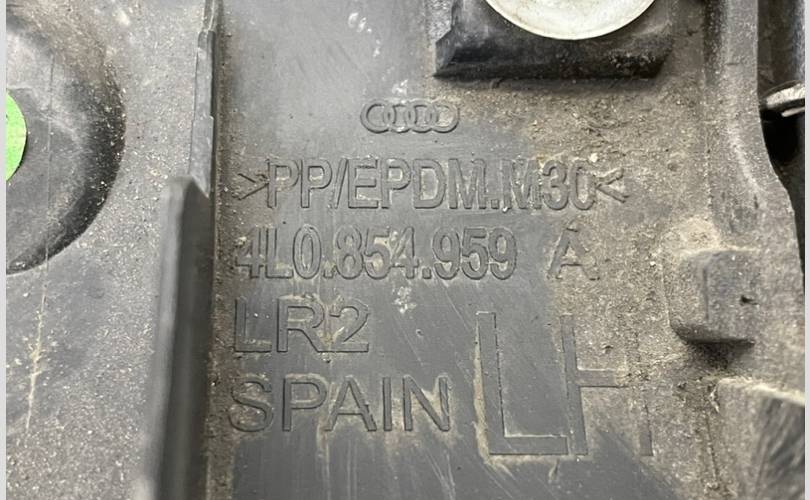 >PP/EPDM.M30<
4L0.854.959 A
LR2
SPAIN LH